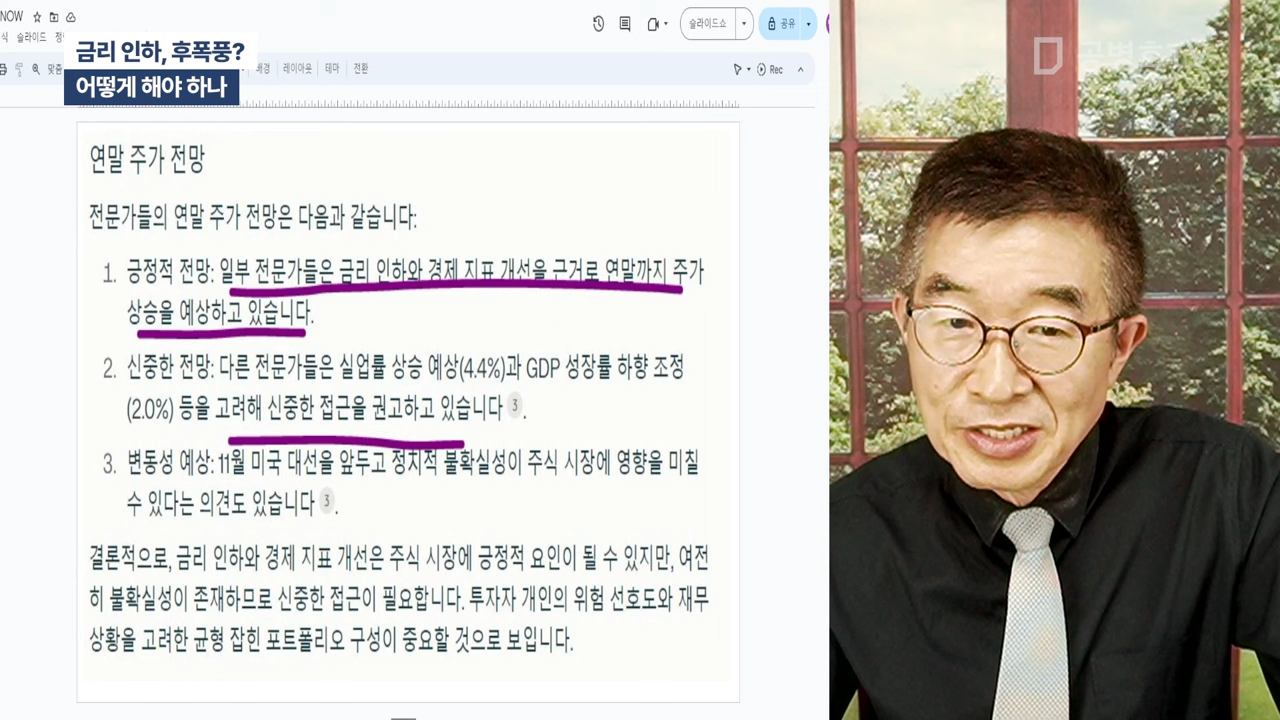 NOW
슬라이드쇼
공유
식 슬라이드
금리 인하, 후폭풍?
어떻게 해야 하나
맞춤
배경 레이아웃 테마 전환
Rec
연말 주가 전망
전문가들의 연말 주가 전망은 다음과 같습니다:
1. 긍정적 전망: 일부 전문가들은 금리 인하와 경제 지표 개선을 근거로 연말까지 주가
상승을 예상하고 있습니다.
2. 신중한 전망: 다른 전문가들은 실업률 상승 예상(4.4%)과 GDP 성장률 하향 조정
(2.0%) 등을 고려해 신중한 접근을 권고하고 있습니다 3.
3. 변동성 예상: 11월 미국 대선을 앞두고 정치적 불확실성이 주식 시장에 영향을 미칠
수 있다는 의견도 있습니다 3.
결론적으로, 금리 인하와 경제 지표 개선은 주식 시장에 긍정적 요인이 될 수 있지만, 여전
히 불확실성이 존재하므로 신중한 접근이 필요합니다. 투자자 개인의 위험 선호도와 재무
상황을 고려한 균형 잡힌 포트폴리오 구성이 중요할 것으로 보입니다.